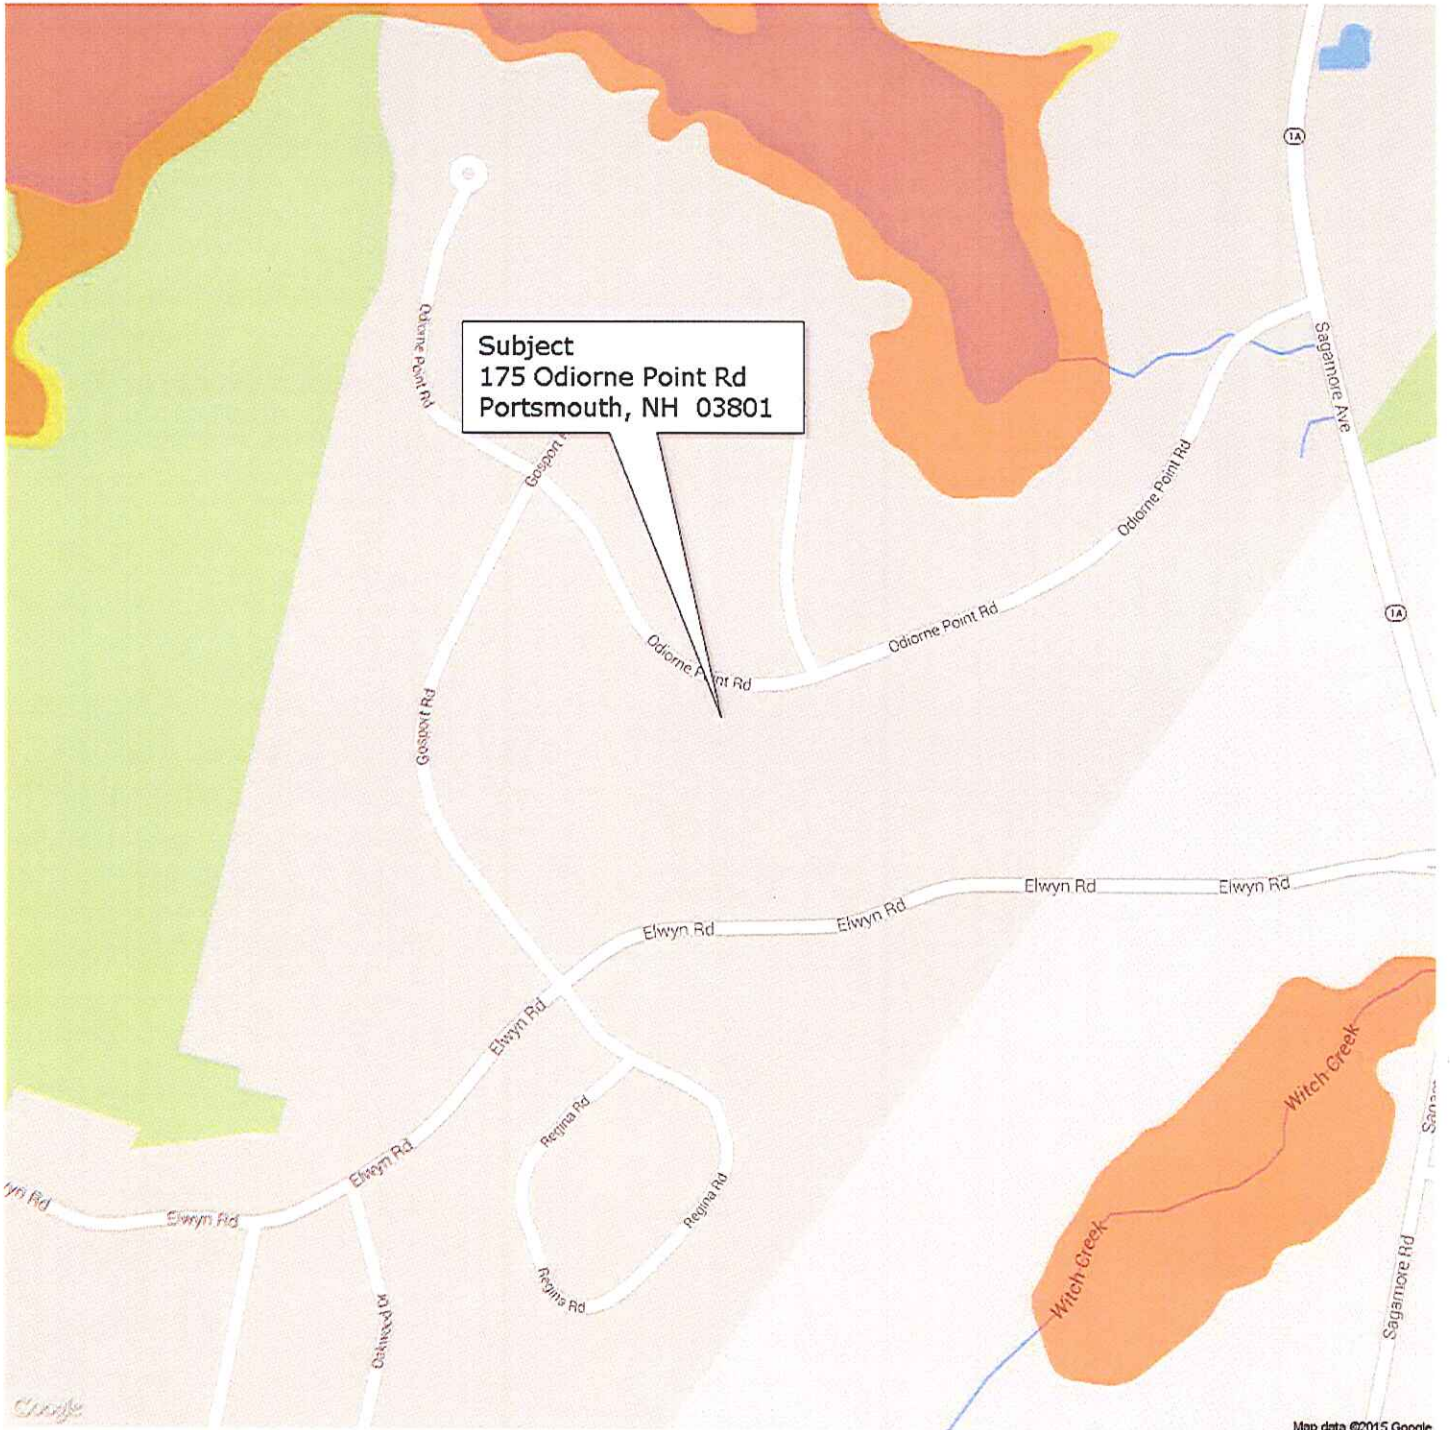 1A
Odiorne Point Rd
Subject
175 Odiorne Point Rd
Portsmouth, NH 03801
Sagamore Ave
Gosport
Odiorne Point Rd
1A
Odiorne Point Rd
Odiorne Point Rd
Gosport Rd
Elwyn Rd
Elwyn Rd
Elwyn Rd
Elwyn Rd
Elwyn Rd
Witch Creek
Regina Rd
Elwyn Rd
Regina Rd
yn Rd
Elwyn Rd
Witch Creek
Regina Rd
Sagamore Rd
Oakwood Dr
Google
Map data ©2015 Google